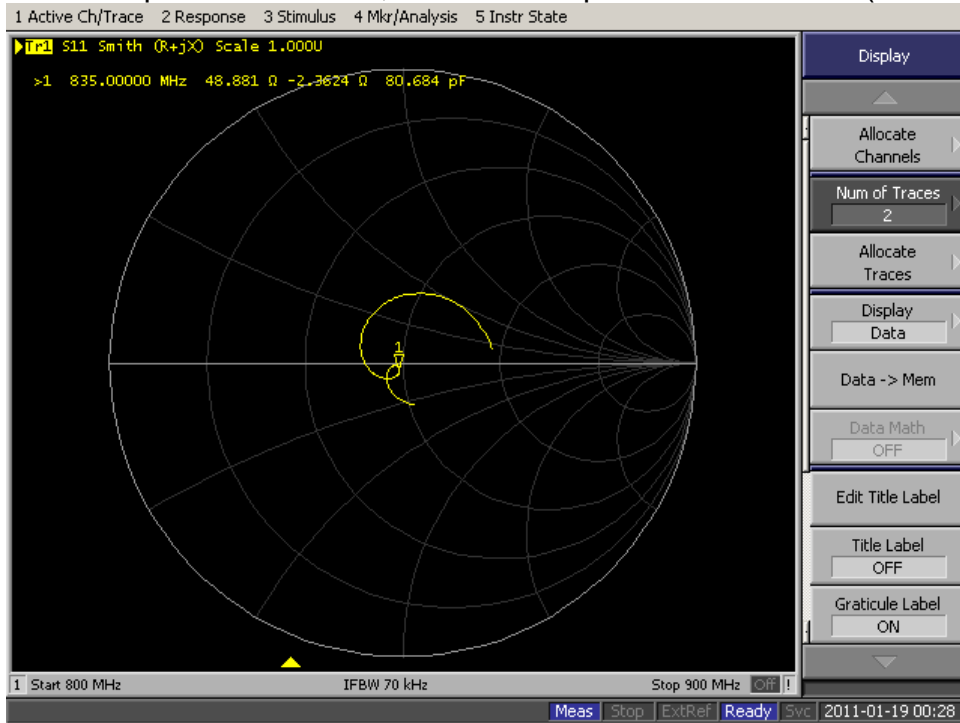 1 Active Ch/Trace 2 Response 3 Stimulus 4 Mkr/Analysis 5 Instr State
Tr1 S11 Smith (R+jX) Scale 1.000U
>1 835.00000 MHz 48.881 Ω -2.3624 Ω 80.684 pF
1
Display
Allocate
Channels
Num of Traces
2
Allocate
Traces
Display
Data
Data -> Mem
Data Math
OFF
Edit Title Label
Title Label
OFF
Graticule Label
ON
1 Start 800 MHz IFBW 70 kHz Stop 900 MHz Off !
Meas Stop ExtRef Ready Svc 2011-01-19 00:28